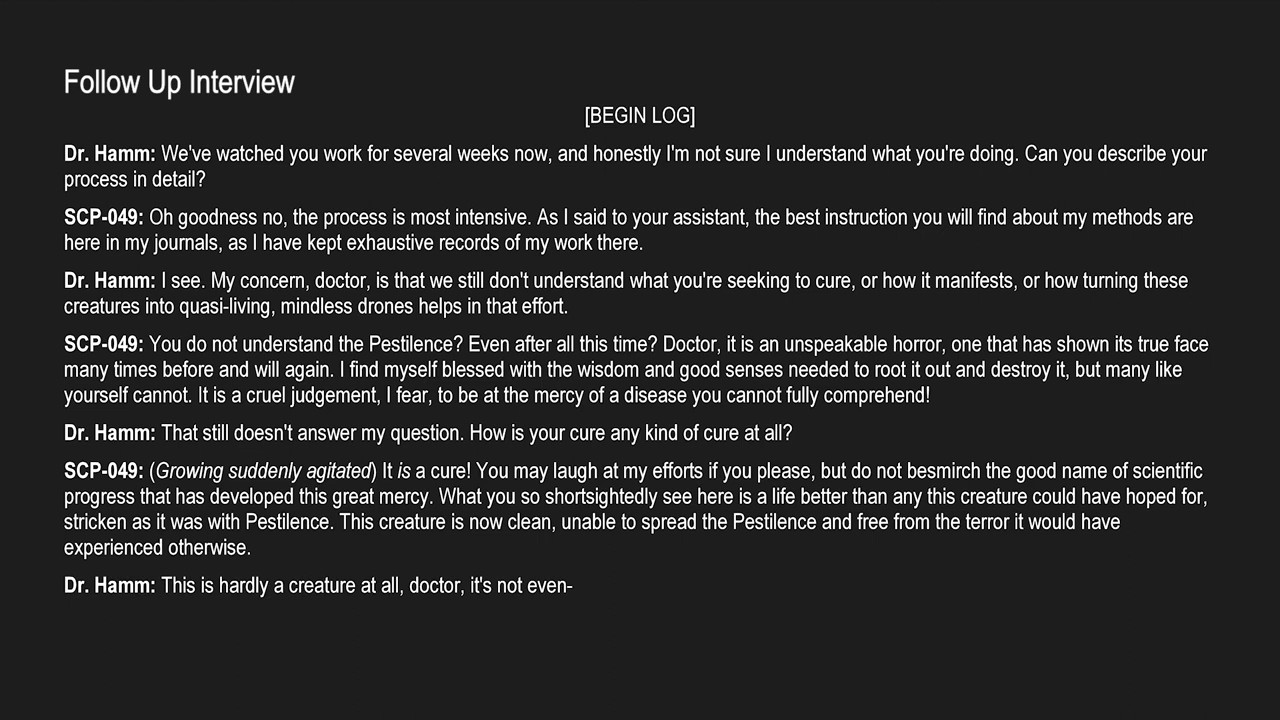 Follow Up Interview
[BEGIN LOG]
Dr. Hamm: We've watched you work for several weeks now, and honestly I'm not sure I understand what you're doing. Can you describe your
process in detail?
SCP-049: Oh goodness no, the process is most intensive. As I said to your assistant, the best instruction you will find about my methods are
here in my journals, as I have kept exhaustive records of my work there.
Dr. Hamm: I see. My concern, doctor, is that we still don't understand what you're seeking to cure, or how it manifests, or how turning these
creatures into quasi-living, mindless drones helps in that effort.
SCP-049: You do not understand the Pestilence? Even after all this time? Doctor, it is an unspeakable horror, one that has shown its true face
many times before and will again. I find myself blessed with the wisdom and good senses needed to root it out and destroy it, but many like
yourself cannot. It is a cruel judgement, I fear, to be at the mercy of a disease you cannot fully comprehend!
Dr. Hamm: That still doesn't answer my question. How is your cure any kind of cure at all?
SCP-049: (Growing suddenly agitated) It is a cure! You may laugh at my efforts if you please, but do not besmirch the good name of scientific
progress that has developed this great mercy. What you so shortsightedly see here is a life better than any this creature could have hoped for,
stricken as it was with Pestilence. This creature is now clean, unable to spread the Pestilence and free from the terror it would have
experienced otherwise.
Dr. Hamm: This is hardly a creature at all, doctor, it's not even-